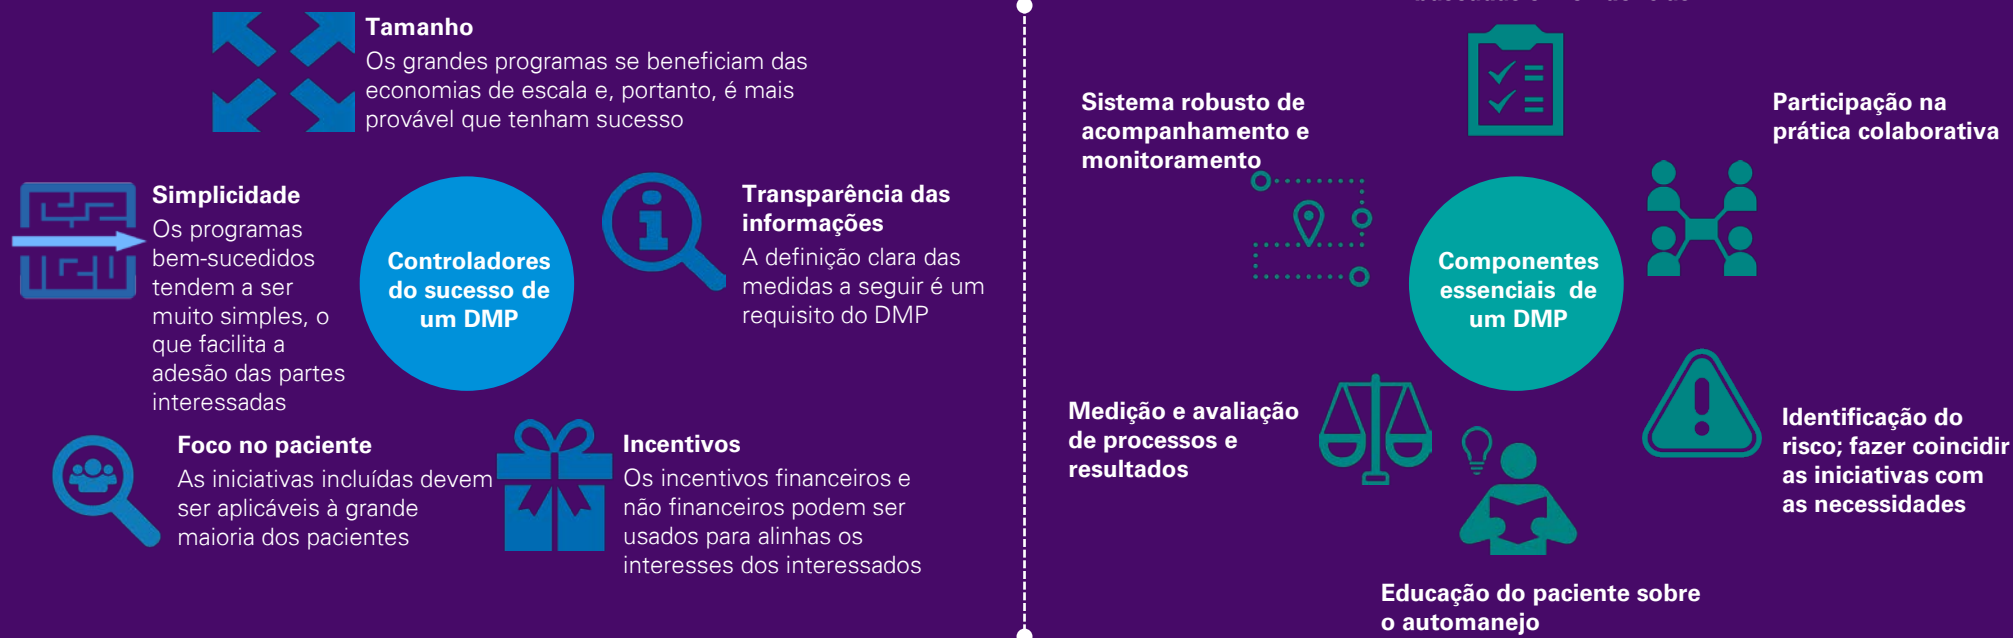 Tamanho
Os grandes programas se beneficiam das
economias de escala e, portanto, é mais
provável que tenham sucesso
Simplicidade
Os programas
bem-sucedidos
tendem a ser
muito simples, o
que facilita a
adesão das partes
interessadas
Controladores
do sucesso de
um DMP
Transparência das
informações
A definição clara das
medidas a seguir é um
requisito do DMP
Foco no paciente
As iniciativas incluídas devem
ser aplicáveis à grande
maioria dos pacientes
Incentivos
Os incentivos financeiros e
não financeiros podem ser
usados para alinhas os
interesses dos interessados
Sistema robusto de
acompanhamento e
monitoramento
Participação na
prática colaborativa
Componentes
essenciais de
um DMP
Medição e avaliação
de processos e
resultados
Identificação do
risco; fazer coincidir
as iniciativas com
as necessidades
Educação do paciente sobre
o automanejo